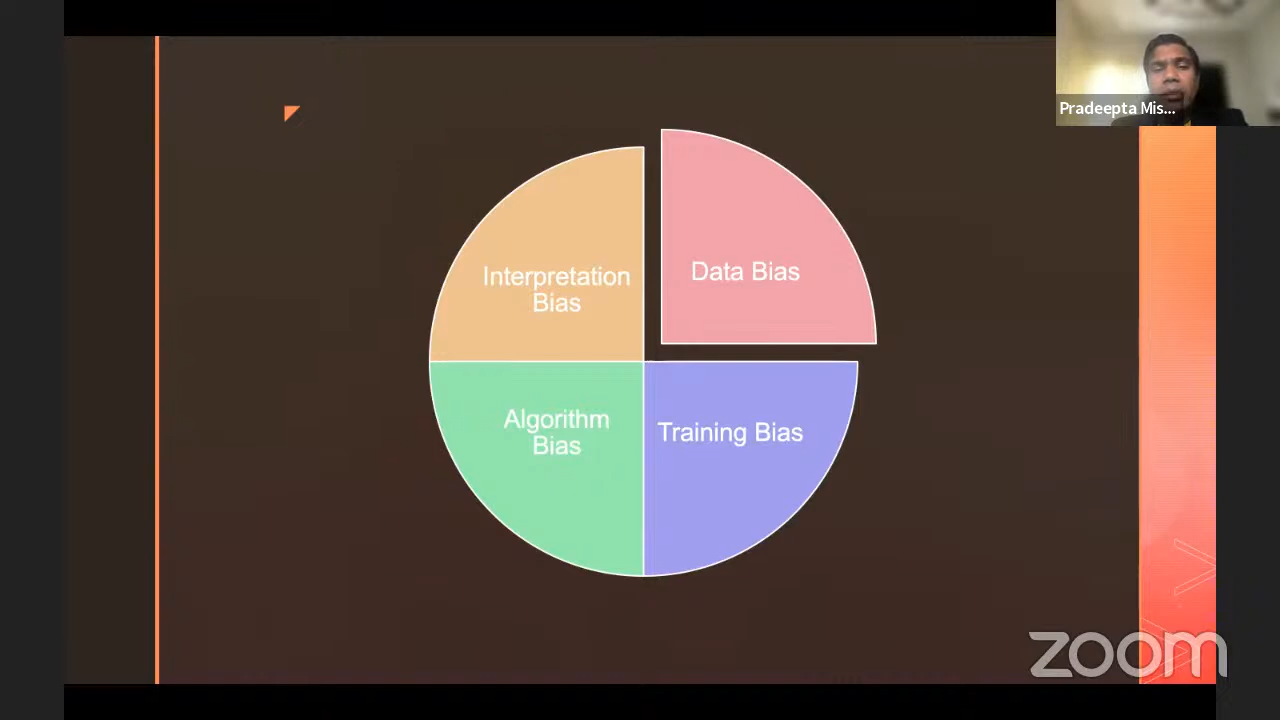 Pradeepta Mis...
Interpretation
Bias
Data Bias
Algorithm
Bias
Training Bias
zoom